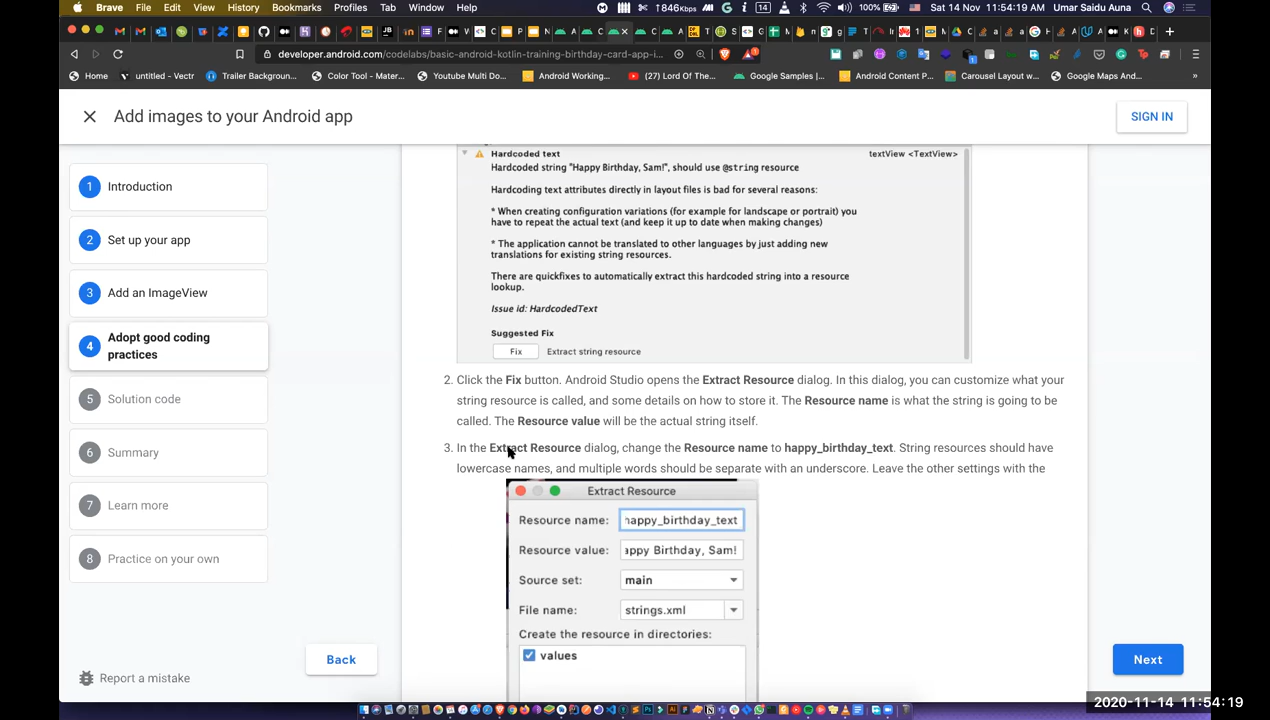 Brave File Edit View History Bookmarks Profiles Tab Window Help 1846Kbps 14 100% Sat 14 Nov 11:54:19 AM Umar Saidu Auna
developer.android.com/codelabs/basic-android-kotlin-training-birthday-card-app-i...
Home untitled - Vectr Trailer Backgroun... Color Tool - Mater... Youtube Multi Do... Android Working... (27) Lord Of The... Google Samples |... Android Content P... Carousel Layout w... Google Maps And... »
Add images to your Android app
SIGN IN
1 Introduction
2 Set up your app
3 Add an ImageView
4 Adopt good coding
practices
5 Solution code
6 Summary
7 Learn more
8 Practice on your own
Report a mistake
Hardcoded text textView <TextView>
Hardcoded string "Happy Birthday, Sam!", should use @string resource
Hardcoding text attributes directly in layout files is bad for several reasons:
* When creating configuration variations (for example for landscape or portrait) you
have to repeat the actual text (and keep it up to date when making changes)
* The application cannot be translated to other languages by just adding new
translations for existing string resources.
There are quickfixes to automatically extract this hardcoded string into a resource
lookup.
Issue id: HardcodedText
Suggested Fix
Fix Extract string resource
2. Click the Fix button. Android Studio opens the Extract Resource dialog. In this dialog, you can customize what your
string resource is called, and some details on how to store it. The Resource name is what the string is going to be
called. The Resource value will be the actual string itself.
3. In the Extract Resource dialog, change the Resource name to happy_birthday_text. String resources should have
lowercase names, and multiple words should be separate with an underscore. Leave the other settings with the
Extract Resource
Resource name: happy_birthday_text
Resource value: appy Birthday, Sam!
Source set: main
File name: strings.xml
Create the resource in directories:
values
Back
Next
2020-11-14 11:54:19